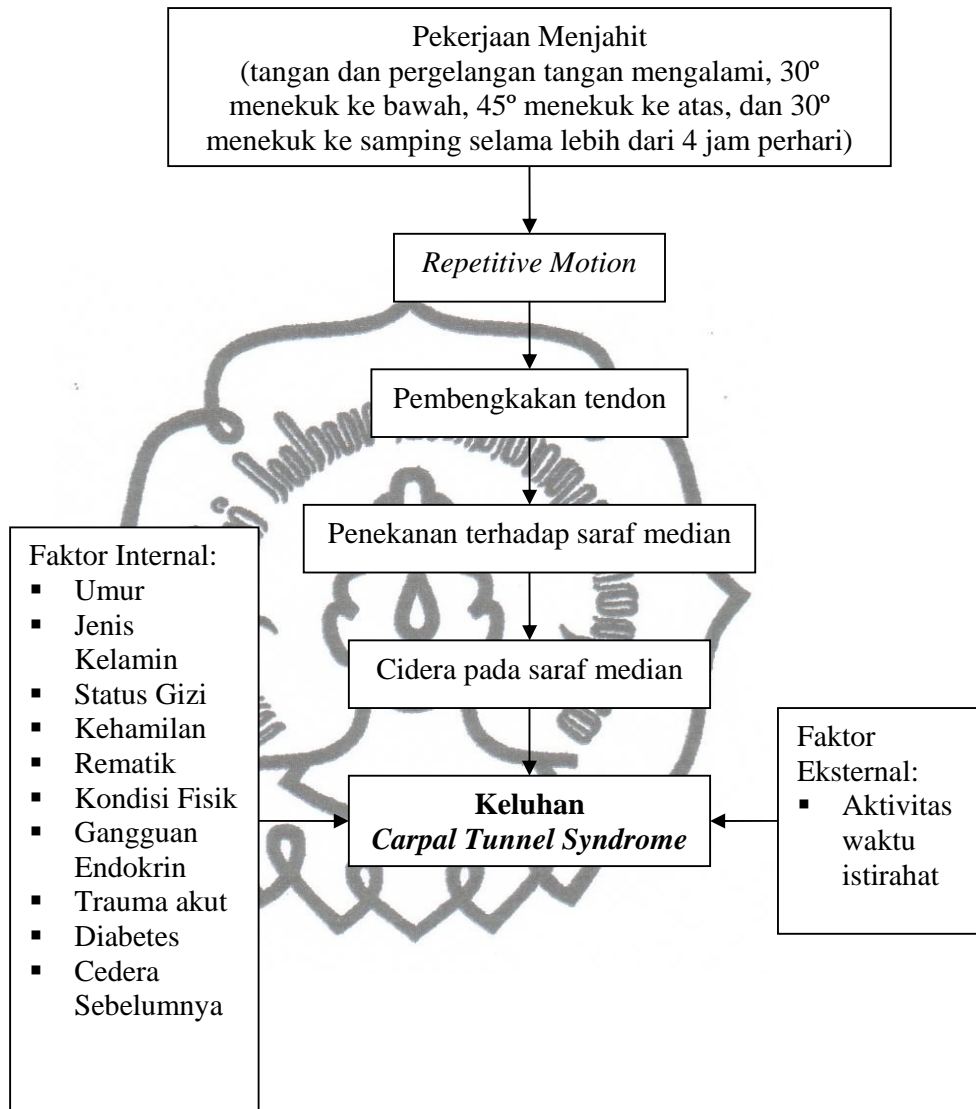 Pekerjaan Menjahit
(tangan dan pergelangan tangan mengalami, 30º
menekuk ke bawah, 45º menekuk ke atas, dan 30º
menekuk ke samping selama lebih dari 4 jam perhari)
Repetitive Motion
Pembengkakan tendon
Penekanan terhadap saraf median
Cidera pada saraf median
Keluhan
Carpal Tunnel Syndrome
Faktor Internal:
▪ Umur
▪ Jenis
Kelamin
▪ Status Gizi
▪ Kehamilan
▪ Rematik
▪ Kondisi Fisik
▪ Gangguan
Endokrin
▪ Trauma akut
▪ Diabetes
▪ Cedera
Sebelumnya
Faktor
Eksternal:
▪ Aktivitas
waktu
istirahat